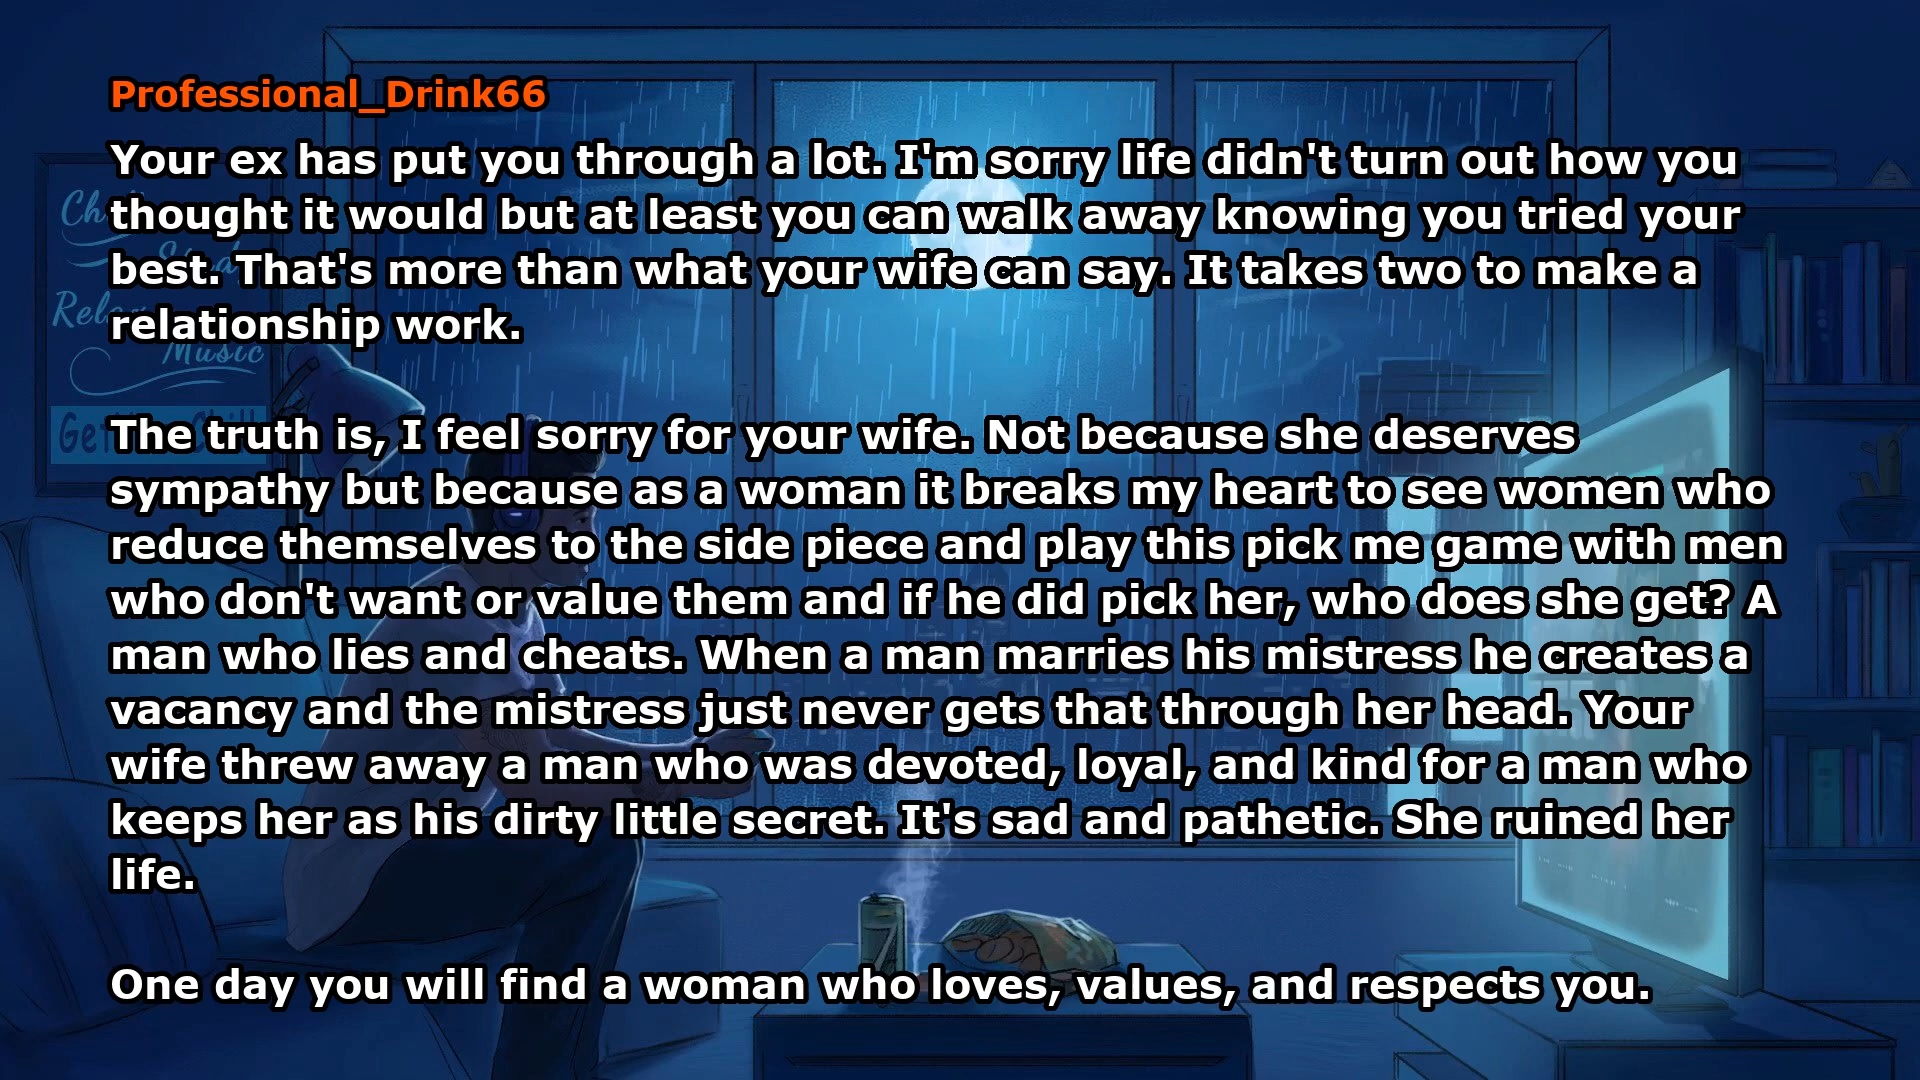 Professional_Drink66
Your ex has put you through a lot. I'm sorry life didn't turn out how you
thought it would but at least you can walk away knowing you tried your
best. That's more than what your wife can say. It takes two to make a
relationship work.
The truth is, I feel sorry for your wife. Not because she deserves
sympathy but because as a woman it breaks my heart to see women who
reduce themselves to the side piece and play this pick me game with men
who don't want or value them and if he did pick her, who does she get? A
man who lies and cheats. When a man marries his mistress he creates a
vacancy and the mistress just never gets that through her head. Your
wife threw away a man who was devoted, loyal, and kind for a man who
keeps her as his dirty little secret. It's sad and pathetic. She ruined her
life.
One day you will find a woman who loves, values, and respects you.
Music